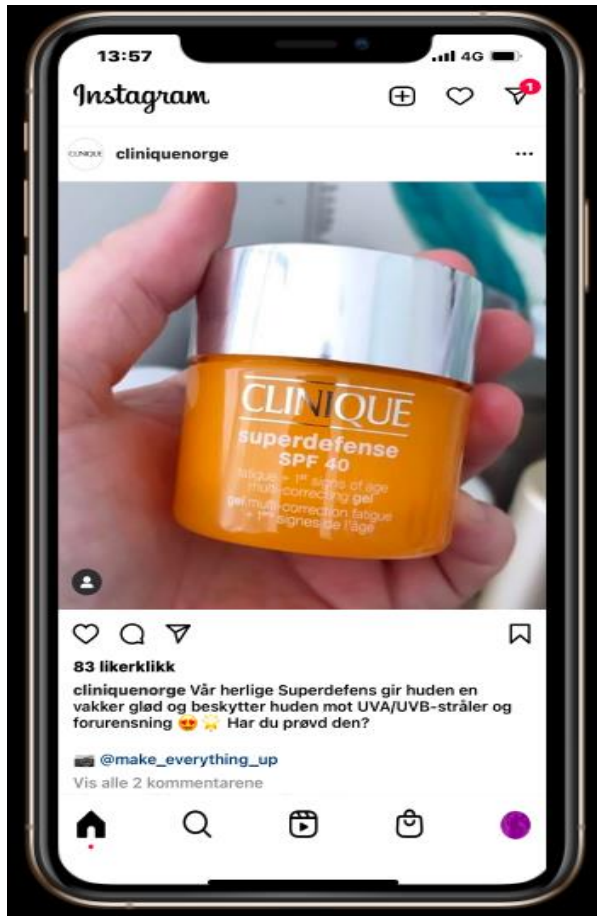 13:57
4G
Instagram
1
CLINIQUE
cliniquenorge
CLINIQUE
superdefense
SPF 40
fatigue + 1st signs of age
multi-correcting gel
gel multi-correction fatigue
+ 1ers signes de l'âge
83 likerklikk
cliniquenorge Vår herlige Superdefens gir huden en
vakker glød og beskytter huden mot UVA/UVB-stråler og
forurensning 😍 🌟 Har du prøvd den?
📷 @make_everything_up
Vis alle 2 kommentarene